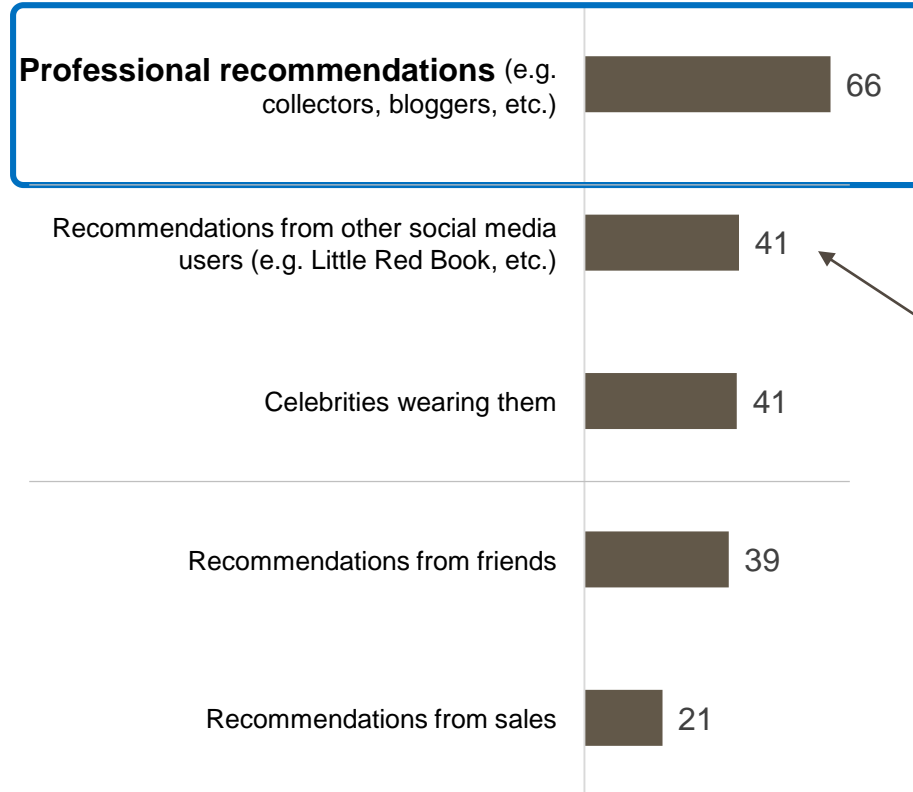 Professional recommendations (e.g.
collectors, bloggers, etc.)
66
Recommendations from other social media
users (e.g. Little Red Book, etc.)
41
Celebrities wearing them
41
Recommendations from friends
39
Recommendations from sales
21